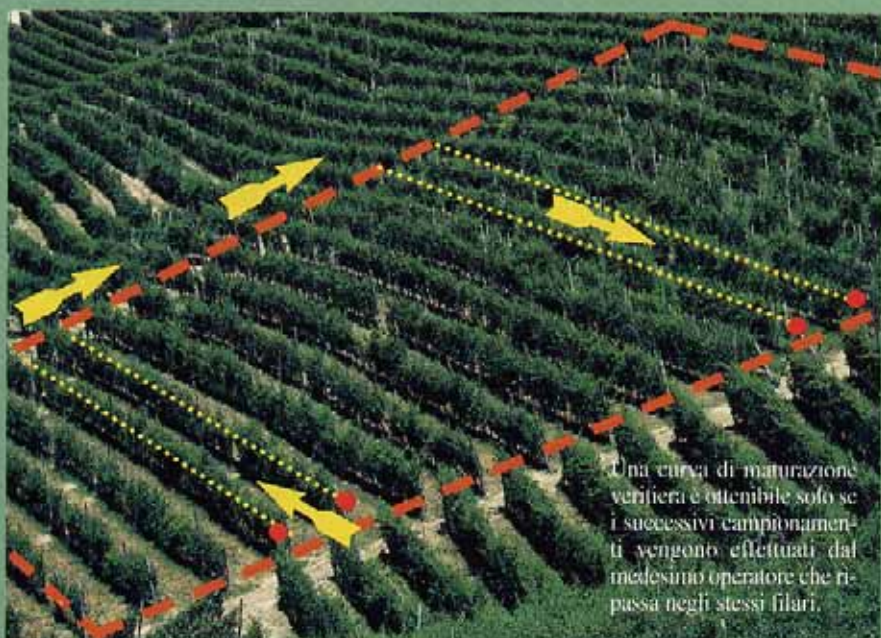 Una curva di maturazione
veritiera è ottenibile solo se
i successivi campionamen-
ti vengono effettuati dal
medesimo operatore che ri-
passa negli stessi filari.